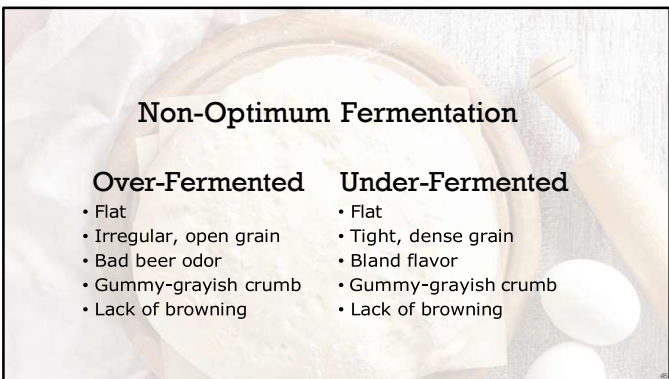 Non-Optimum Fermentation
Over-Fermented
• Flat
• Irregular, open grain
• Bad beer odor
• Gummy-grayish crumb
• Lack of browning
Under-Fermented
• Flat
• Tight, dense grain
• Bland flavor
• Gummy-grayish crumb
• Lack of browning